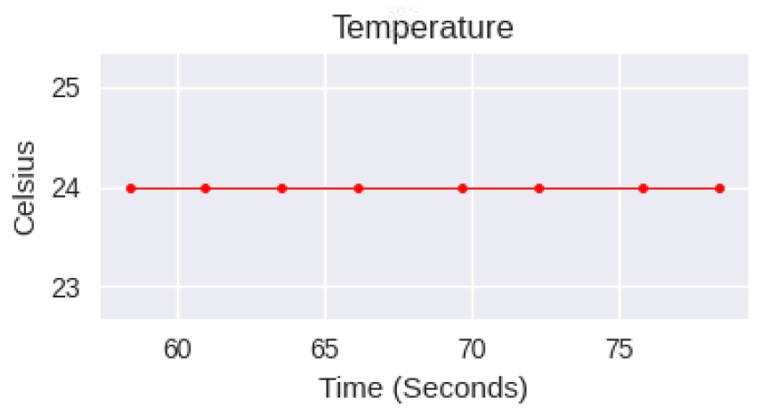 Temperature
25
24
23
Celsius
60 65 70 75
Time (Seconds)